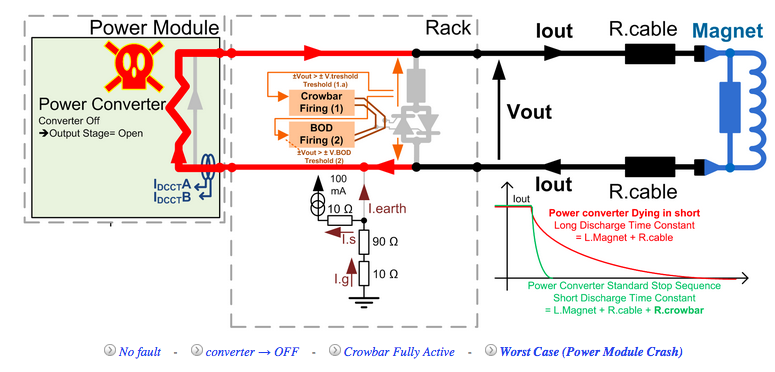 Power Module
Rack
Iout
R.cable
Magnet
Power Converter
Converter Off
➔Output Stage= Open
±Vout > ± V.treshold
Treshold (1.a)
Crowbar
Firing (1)
BOD
Firing (2)
±Vout > ± V.BOD
Treshold (2)
Vout
IDCCTA
IDCCTB
100
mA
10 Ω
I.earth
I.s
90 Ω
I.g
10 Ω
Iout
R.cable
Iout
Power converter Dying in short
Long Discharge Time Constant
= L.Magnet + R.cable
Power Converter Standard Stop Sequence
Short Discharge Time Constant
= L.Magnet + R.cable + R.crowbar
No fault - converter → OFF - Crowbar Fully Active - Worst Case (Power Module Crash)